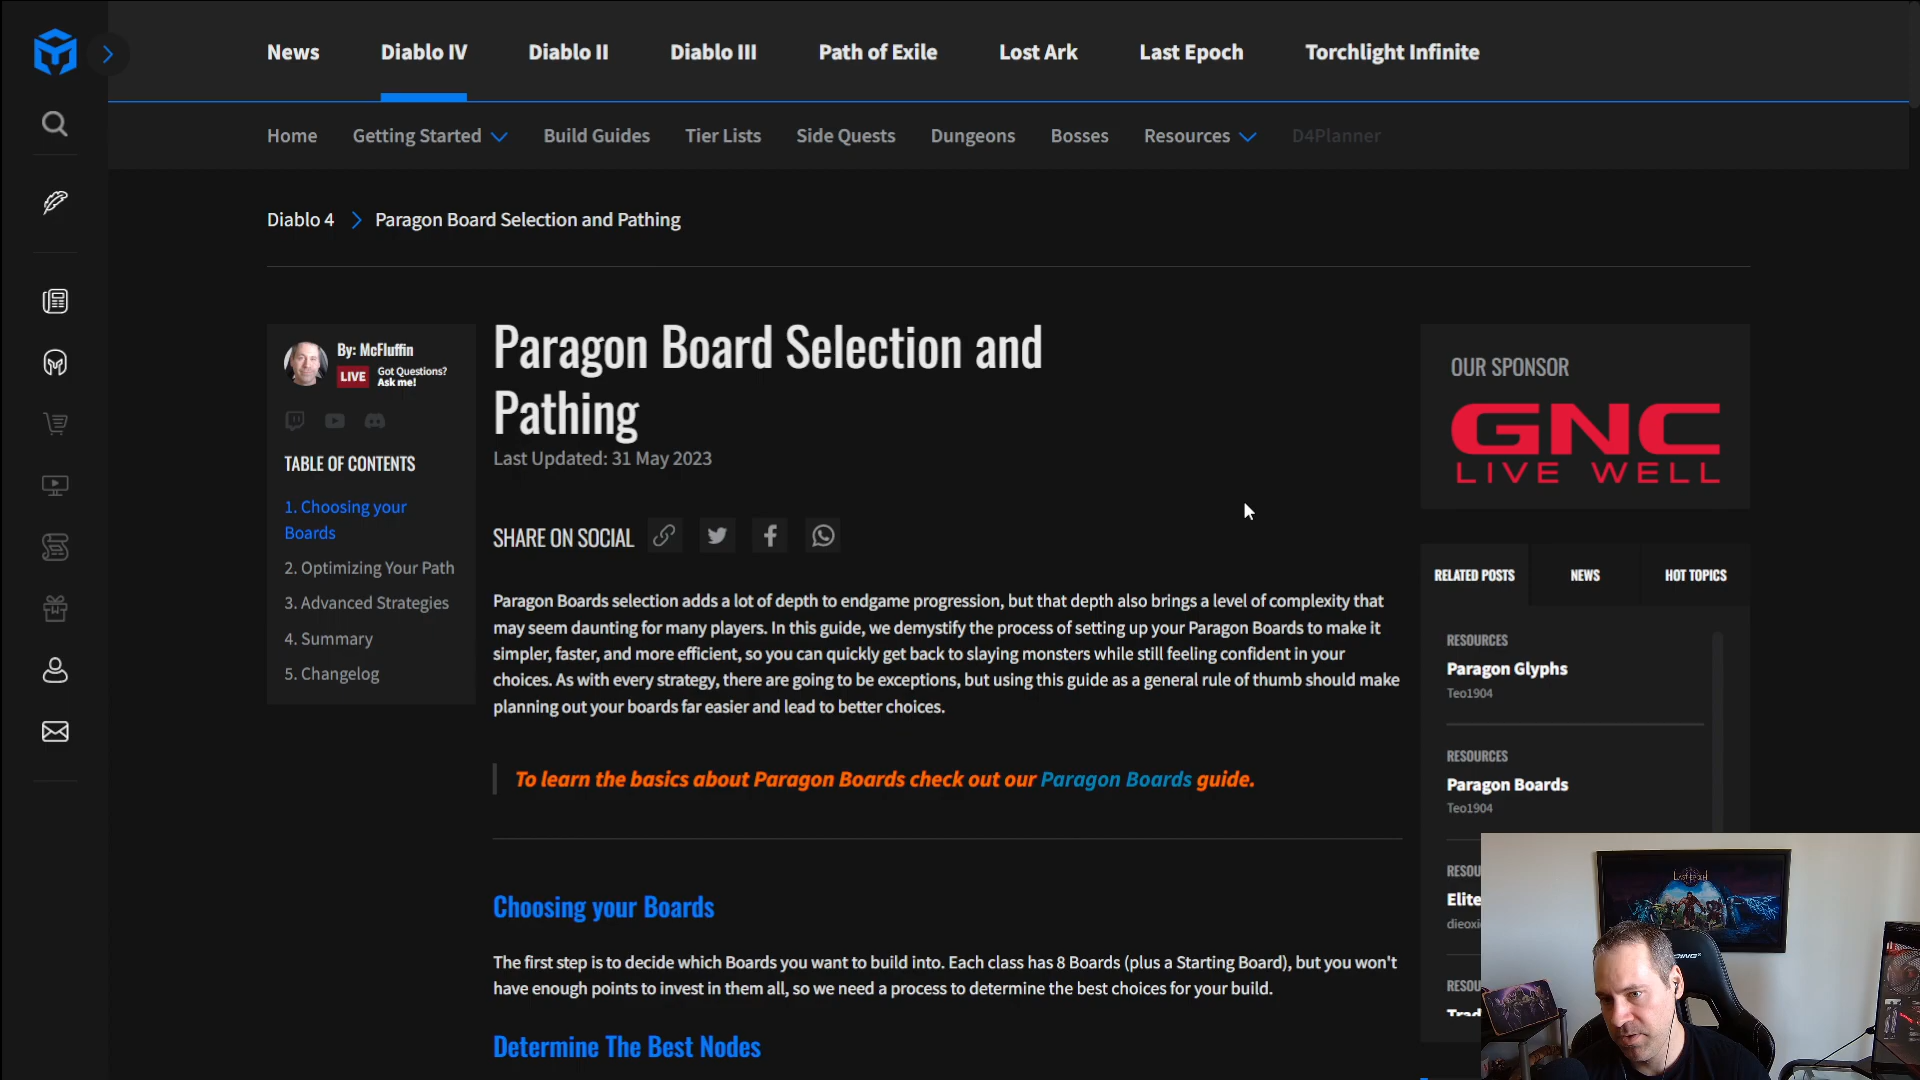 News Diablo IV Diablo II Diablo III Path of Exile Lost Ark Last Epoch Torchlight Infinite
Home Getting Started Build Guides Tier Lists Side Quests Dungeons Bosses Resources D4Planner
Diablo 4 Paragon Board Selection and Pathing
By: McFluffin
LIVE Got Questions?
Ask me!
TABLE OF CONTENTS
1. Choosing your
Boards
2. Optimizing Your Path
3. Advanced Strategies
4. Summary
5. Changelog
Paragon Board Selection and
Pathing
Last Updated: 31 May 2023
SHARE ON SOCIAL
Paragon Boards selection adds a lot of depth to endgame progression, but that depth also brings a level of complexity that
may seem daunting for many players. In this guide, we demystify the process of setting up your Paragon Boards to make it
simpler, faster, and more efficient, so you can quickly get back to slaying monsters while still feeling confident in your
choices. As with every strategy, there are going to be exceptions, but using this guide as a general rule of thumb should make
planning out your boards far easier and lead to better choices.
To learn the basics about Paragon Boards check out our Paragon Boards guide.
Choosing your Boards
The first step is to decide which Boards you want to build into. Each class has 8 Boards (plus a Starting Board), but you won't
have enough points to invest in them all, so we need a process to determine the best choices for your build.
Determine The Best Nodes
OUR SPONSOR
GNC
LIVE WELL
RELATED POSTS NEWS HOT TOPICS
RESOURCES
Paragon Glyphs
Teo1904
RESOURCES
Paragon Boards
Teo1904
RESOU
Elite
dieoxi
RESOU
Trad
LAST EPOCH